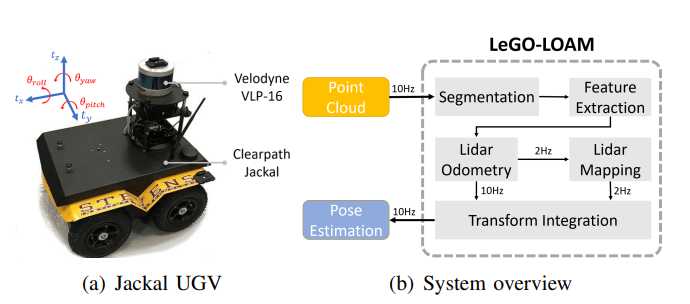 LeGO-LOAM
t_z
θ_roll
θ_yaw
t_x
θ_pitch
t_y
Velodyne
VLP-16
Clearpath
Jackal
STEVENS
Point
Cloud
10Hz
Segmentation
Feature
Extraction
Lidar
Odometry
2Hz
Lidar
Mapping
10Hz
2Hz
Pose
Estimation
10Hz
Transform Integration
(a) Jackal UGV
(b) System overview